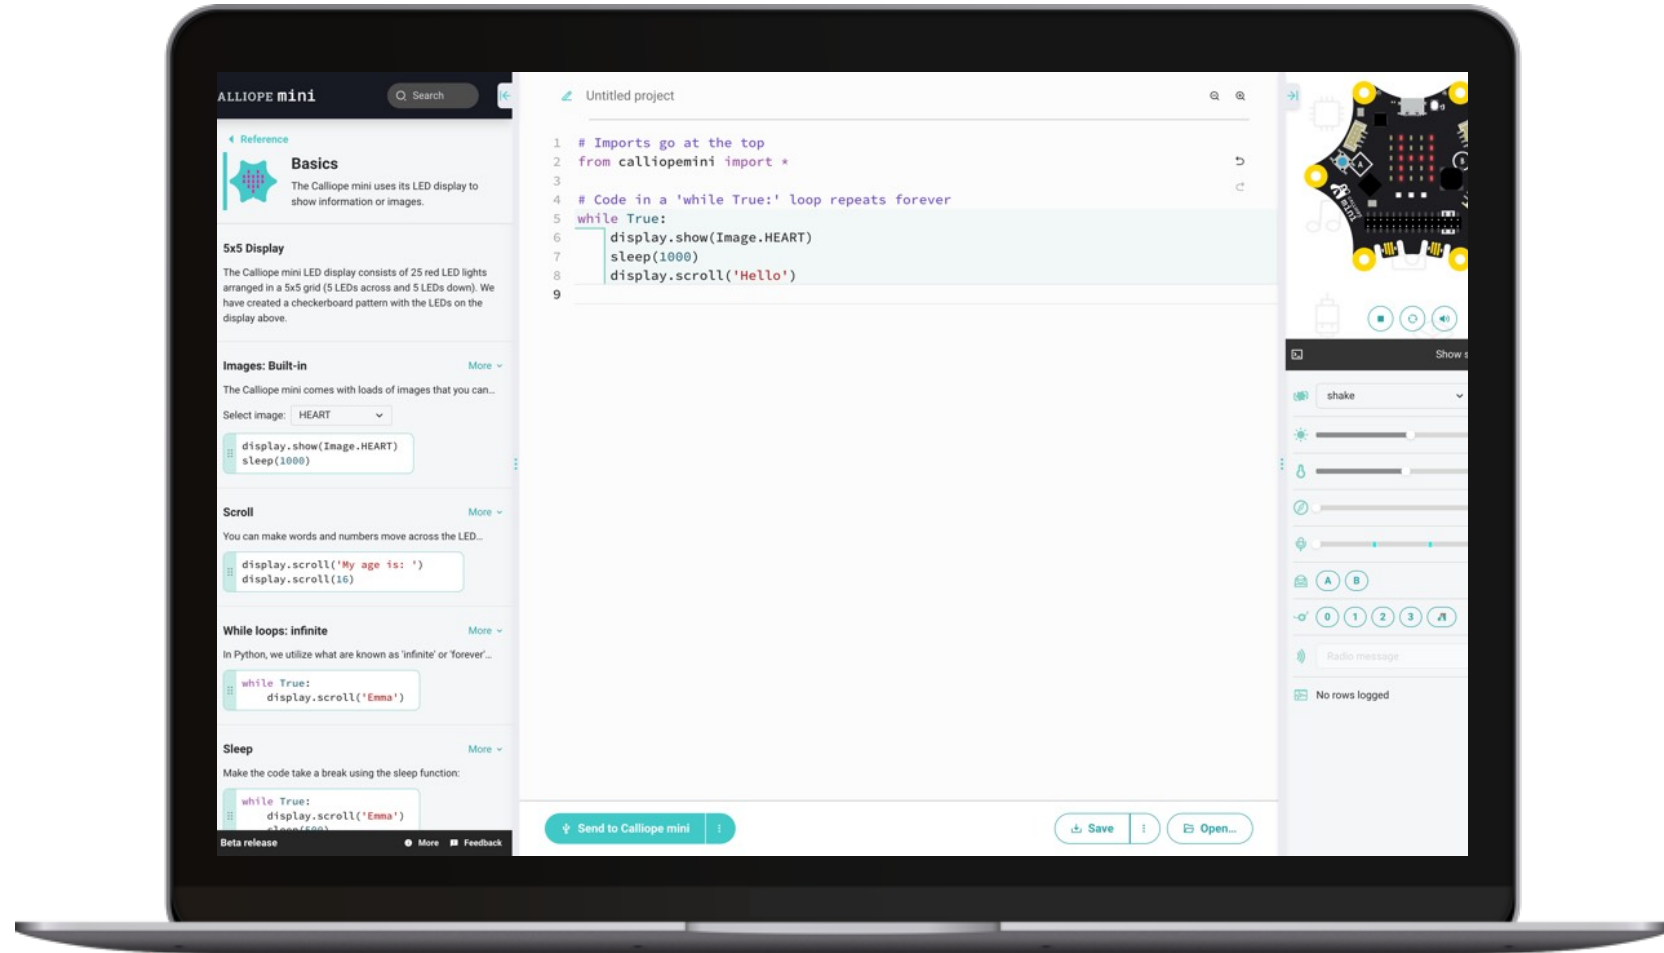 ALLIOPE mini
Search
Reference
Basics
The Calliope mini uses its LED display to
show information or images.
5x5 Display
The Calliope mini LED display consists of 25 red LED lights
arranged in a 5x5 grid (5 LEDs across and 5 LEDs down). We
have created a checkerboard pattern with the LEDs on the
display above.
Images: Built-in More
The Calliope mini comes with loads of images that you can...
Select image: HEART
display.show(Image.HEART)
sleep(1000)
Scroll More
You can make words and numbers move across the LED...
display.scroll('My age is: ')
display.scroll(16)
While loops: infinite More
In Python, we utilize what are known as 'infinite' or 'forever'...
while True:
display.scroll('Emma')
Sleep More
Make the code take a break using the sleep function:
while True:
display.scroll('Emma')
sleep(500)
Beta release More Feedback
Untitled project
1 # Imports go at the top
2 from calliopemini import *
3
4 # Code in a 'while True:' loop repeats forever
5 while True:
6 display.show(Image.HEART)
7 sleep(1000)
8 display.scroll('Hello')
9
Send to Calliope mini
Save
Open...
A
mini
Show s
shake
A B
0 1 2 3
Radio message
No rows logged